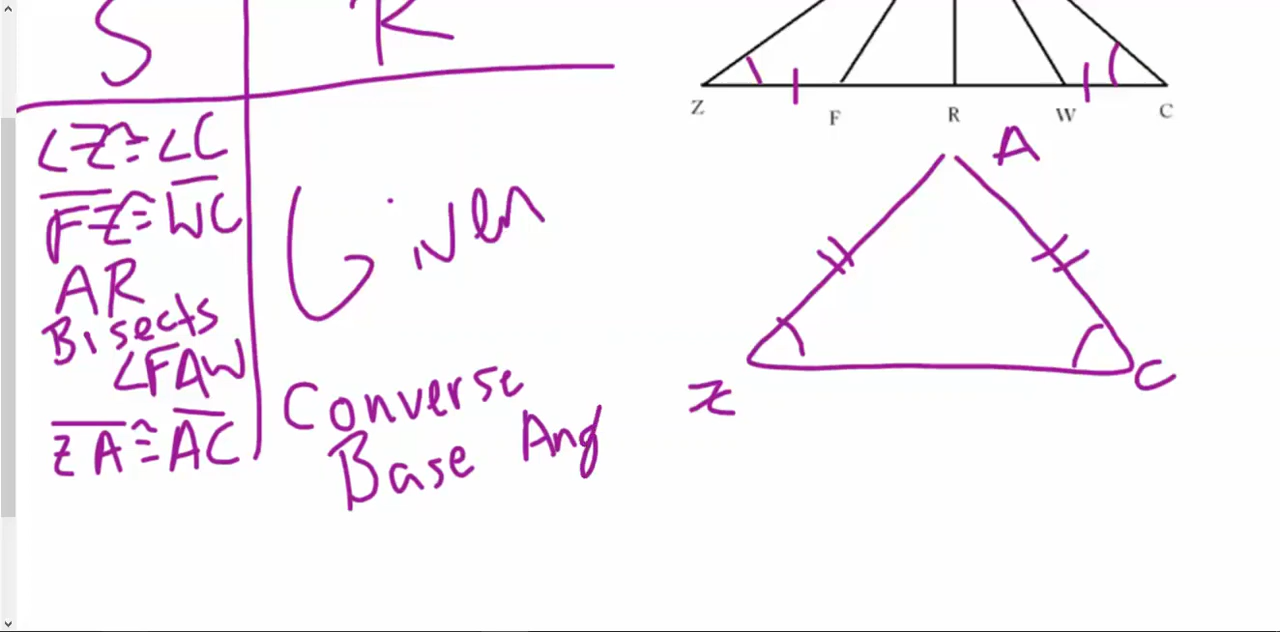 S R
Z F R W C
∠Z≅∠C
FZ≅WC
Given
AR
Bisects
∠FAW
ZA≅AC
Converse
Base Ang
A
Z C